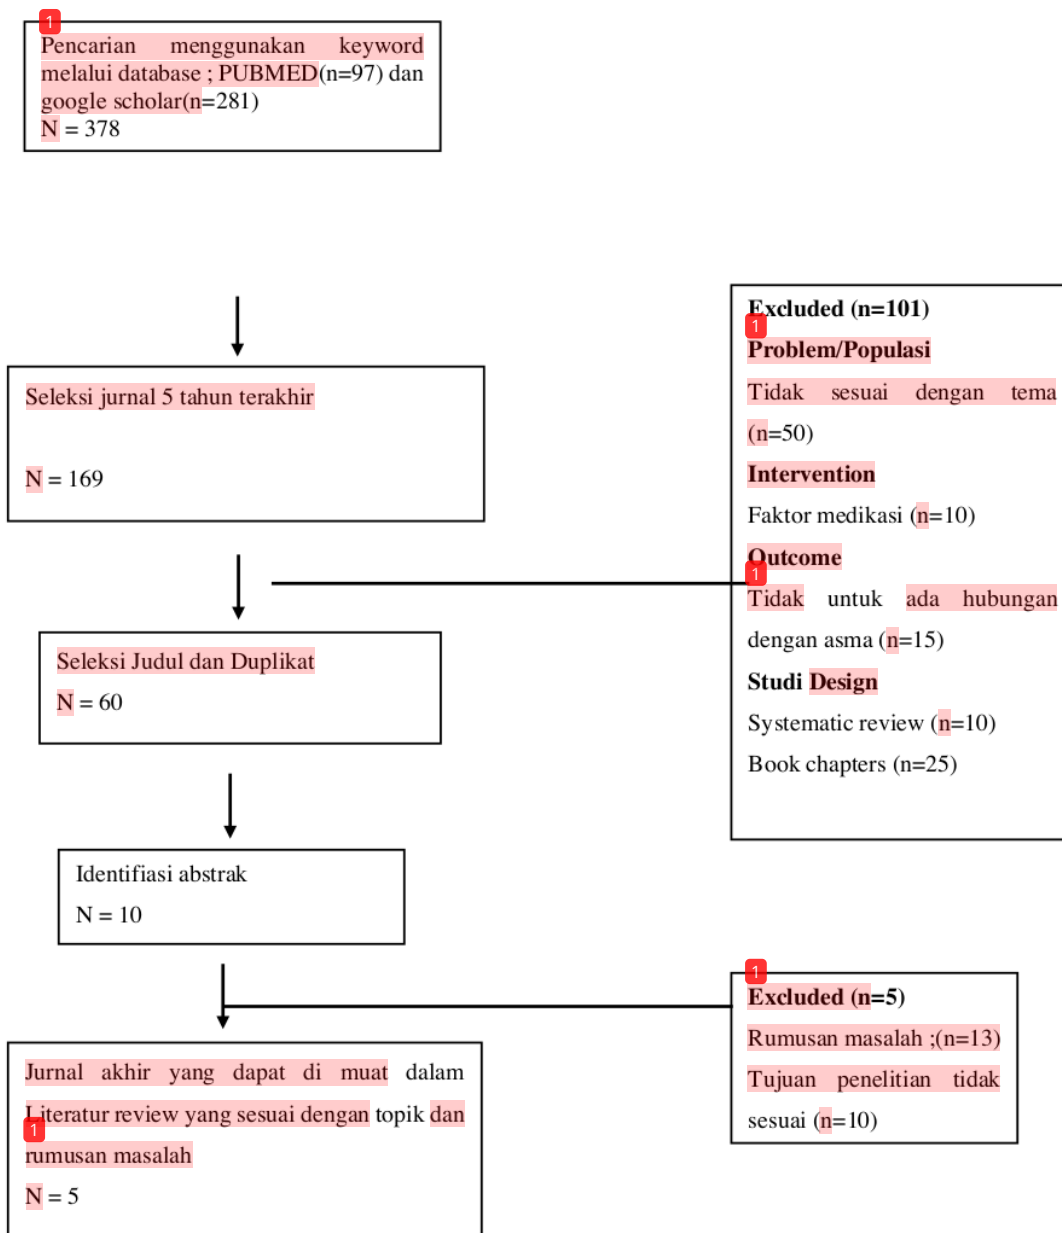 1
Pencarian menggunakan keyword
melalui database ; PUBMED(n=97) dan
google scholar(n=281)
N = 378
Seleksi jurnal 5 tahun terakhir
N = 169
Excluded (n=101)
1
Problem/Populasi
Tidak sesuai dengan tema
(n=50)
Intervention
Faktor medikasi (n=10)
Outcome
1
Tidak untuk ada hubungan
dengan asma (n=15)
Studi Design
Systematic review (n=10)
Book chapters (n=25)
Seleksi Judul dan Duplikat
N = 60
Identifiasi abstrak
N = 10
1
Excluded (n=5)
Rumusan masalah ;(n=13)
Tujuan penelitian tidak
sesuai (n=10)
Jurnal akhir yang dapat di muat dalam
Literatur review yang sesuai dengan topik dan
1
rumusan masalah
N = 5